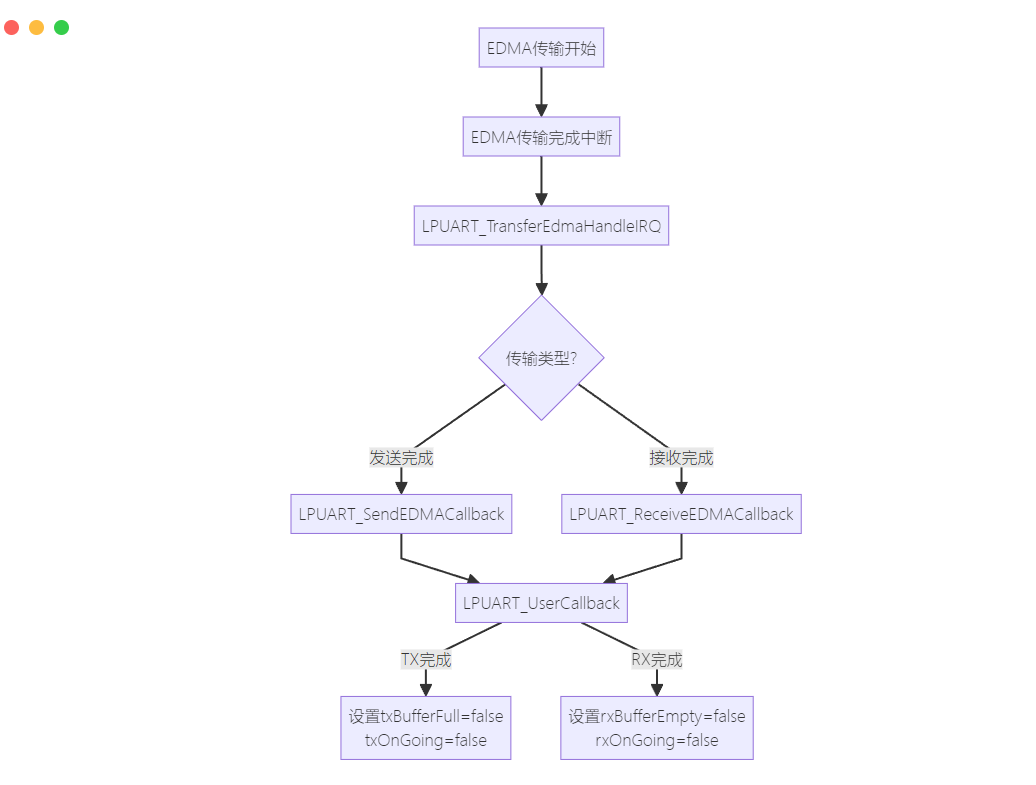 EDMA传输开始
EDMA传输完成中断
LPUART_TransferEdmaHandleIRQ
传输类型?
发送完成
接收完成
LPUART_SendEDMACallback
LPUART_ReceiveEDMACallback
LPUART_UserCallback
TX完成
RX完成
设置txBufferFull=false
txOnGoing=false
设置rxBufferEmpty=false
rxOnGoing=false